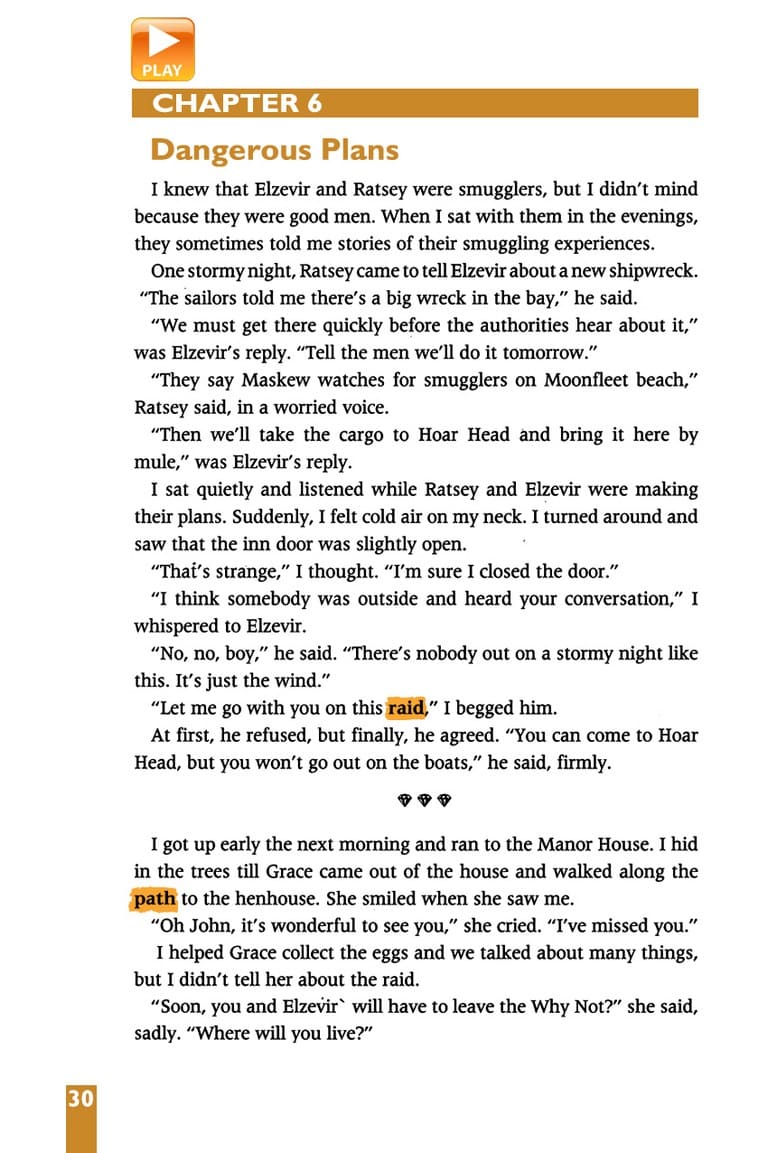 PLAY
CHAPTER 6
Dangerous Plans
I knew that Elzevir and Ratsey were smugglers, but I didn’t mind
because they were good men. When I sat with them in the evenings,
they sometimes told me stories of their smuggling experiences.
One stormy night, Ratsey came to tell Elzevir about a new shipwreck.
“The sailors told me there’s a big wreck in the bay,” he said.
“We must get there quickly before the authorities hear about it,”
was Elzevir’s reply. “Tell the men we’ll do it tomorrow.”
“They say Maskew watches for smugglers on Moonfleet beach,”
Ratsey said, in a worried voice.
“Then we’ll take the cargo to Hoar Head and bring it here by
mule,” was Elzevir’s reply.
I sat quietly and listened while Ratsey and Elzevir were making
their plans. Suddenly, I felt cold air on my neck. I turned around and
saw that the inn door was slightly open.
“That’s strange,” I thought. “I’m sure I closed the door.”
“I think somebody was outside and heard your conversation,” I
whispered to Elzevir.
“No, no, boy,” he said. “There’s nobody out on a stormy night like
this. It’s just the wind.”
“Let me go with you on this raid,” I begged him.
At first, he refused, but finally, he agreed. “You can come to Hoar
Head, but you won’t go out on the boats,” he said, firmly.
I got up early the next morning and ran to the Manor House. I hid
in the trees till Grace came out of the house and walked along the
path to the henhouse. She smiled when she saw me.
“Oh John, it’s wonderful to see you,” she cried. “I’ve missed you.”
I helped Grace collect the eggs and we talked about many things,
but I didn’t tell her about the raid.
“Soon, you and Elzevir` will have to leave the Why Not?” she said,
sadly. “Where will you live?”
30